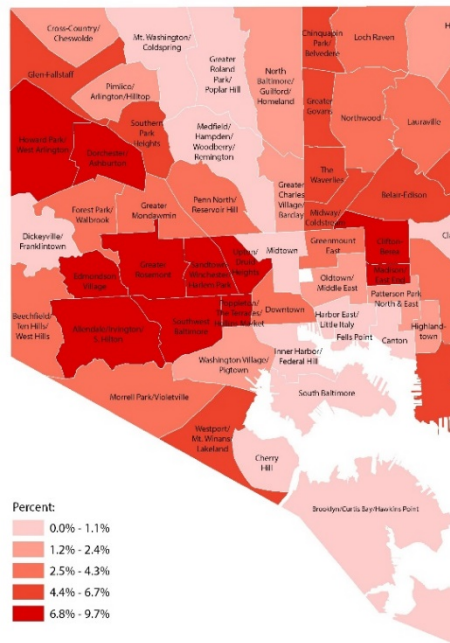 Cross-Country/
Cheswolde
Mt. Washington/
Coldspring
Greater
Roland
Park/
Poplar Hill
Chinquapin
Park/
Belvedere
Loch Raven
H
Glen-Fallstaff
Pimlico/
Arlington/Hilltop
North
Baltimore/
Guilford/
Homeland
Greater
Govans
Northwood
Lauraville
Southern
Park
Heights
Medfield/
Hampden/
Woodberry/
Remington
Howard Park/
West Arlington
Dorchester/
Ashburton
The
Waverlies
Greater
Charles
Village/
Barclay
Belair-Edison
Forest Park/
Walbrook
Greater
Mondawmin
Penn North/
Reservoir Hill
Midway/
Coldstream
Dickeyville/
Franklintown
Upton/
Druid
Heights
Midtown
Greenmount
East
Clifton-
Berea
Cl
Greater
Rosemont
Sandtown-
Winchester/
Harlem Park
Edmondson
Village
Oldtown/
Middle East
Madison/
East End
Patterson Park
North & East
Beechfield/
Ten Hills/
West Hills
Allendale/Irvington/
S. Hilton
Southwest
Baltimore
Poppleton/
The Terraces/
Hollins Market
Downtown
Harbor East/
Little Italy
Highland-
town
Fells Point
Canton
Washington Village/
Pigtown
Inner Harbor/
Federal Hill
Morrell Park/Violetville
South Baltimore
Westport/
Mt. Winans/
Lakeland
Cherry
Hill
Brooklyn/Curtis Bay/Hawkins Point
Percent:
0.0% - 1.1%
1.2% - 2.4%
2.5% - 4.3%
4.4% - 6.7%
6.8% - 9.7%